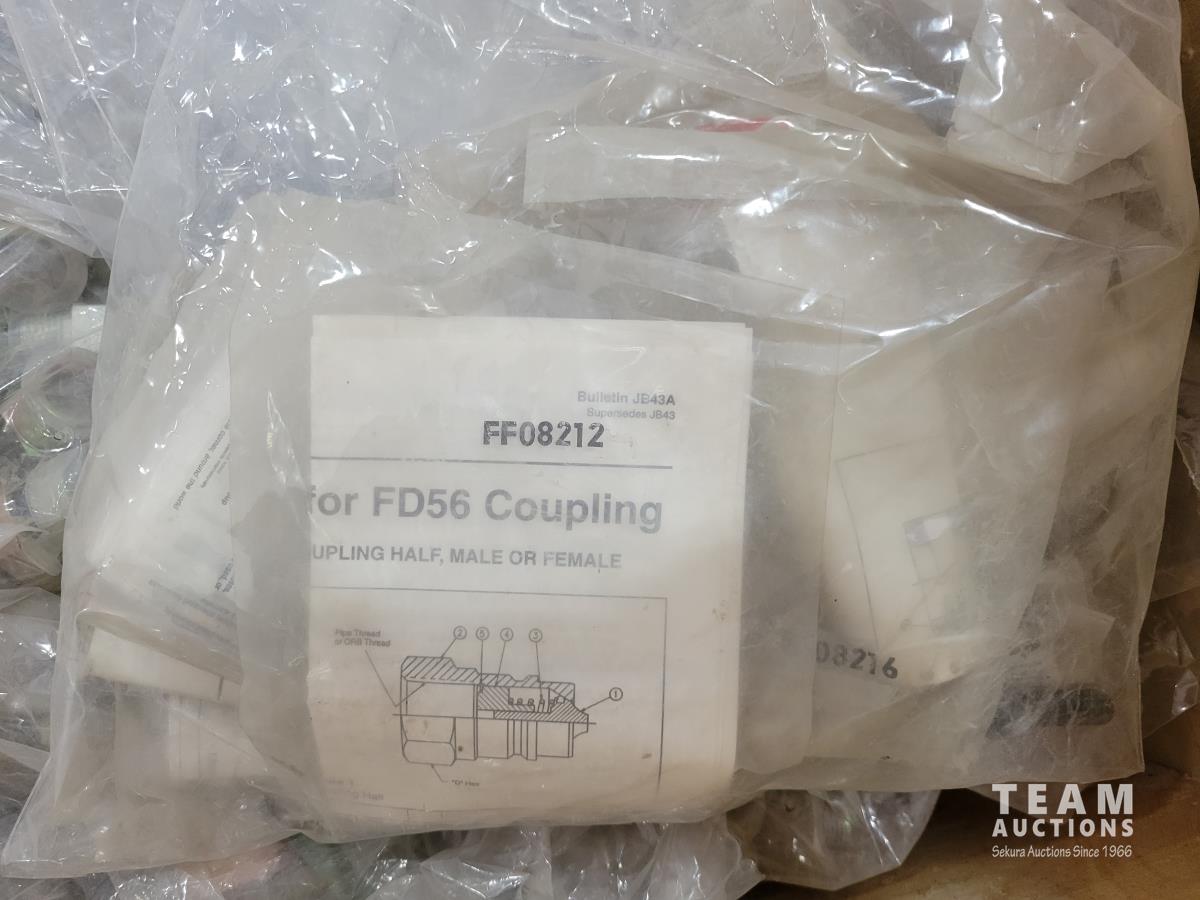 Bulletin JB43A
Supersedes JB43
FF08212
for FD56 Coupling
UPLING HALF, MALE OR FEMALE
Pipe Thread
or ORB Thread
2 5 4 3
1
"D" Hex
08216
TEAM
AUCTIONS
Sekura Auctions Since 1966